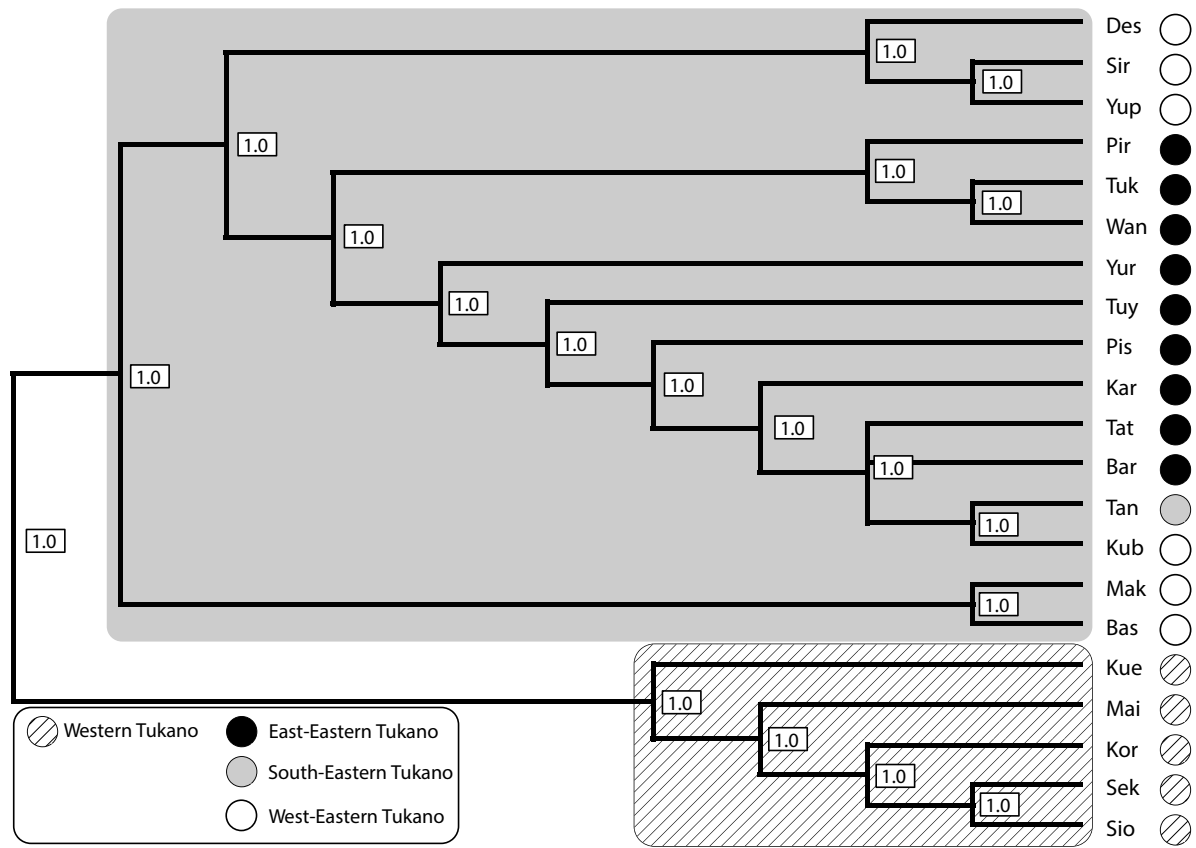 Des
1.0
Sir
1.0
Yup
1.0
Pir
1.0
Tuk
1.0
Wan
1.0
Yur
1.0
Tuy
1.0
Pis
1.0
1.0
Kar
1.0
Tat
1.0
Bar
Tan
1.0
Kub
1.0
Mak
1.0
Bas
Kue
1.0
Mai
1.0
Kor
1.0
Sek
1.0
Sio
Western Tukano
East-Eastern Tukano
South-Eastern Tukano
West-Eastern Tukano